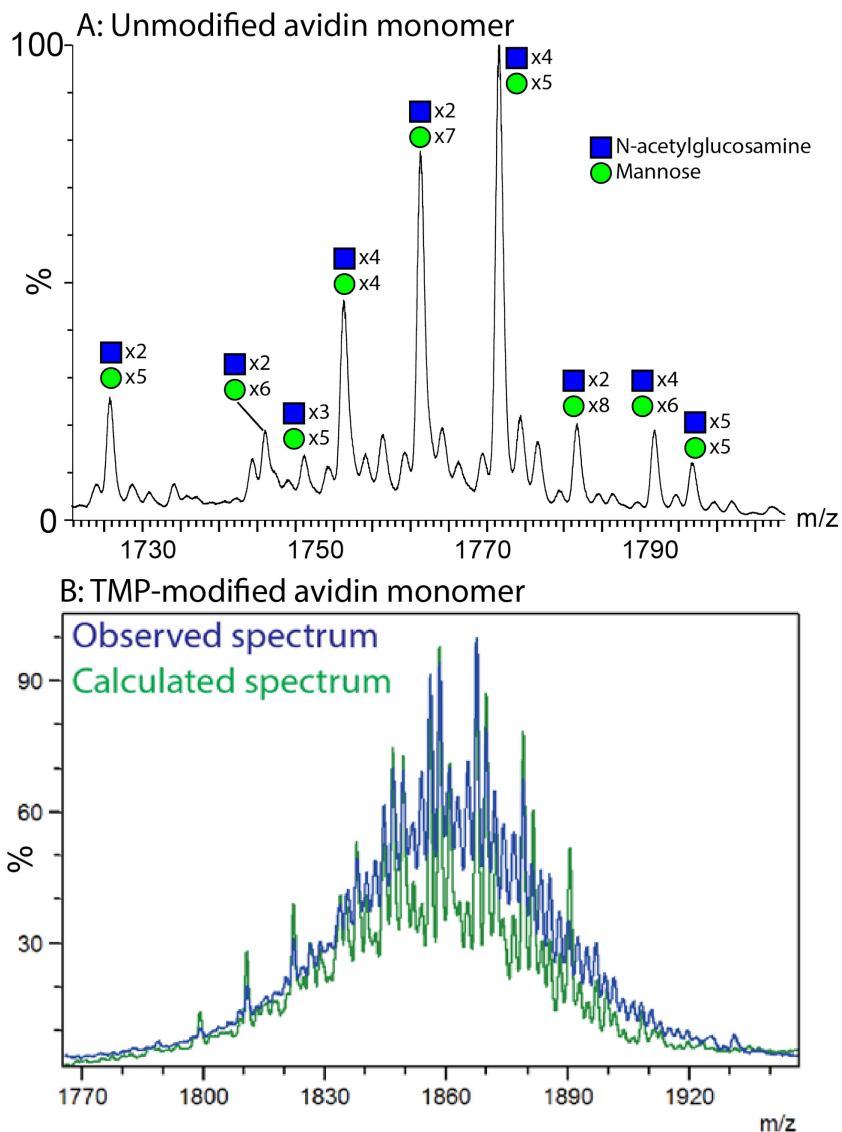 A: Unmodified avidin monomer
100
x4
x5
x2
x7
N-acetylglucosamine
Mannose
x4
x4
%
x2
x5
x2
x6
x3
x5
x2
x8
x4
x6
x5
x5
0
m/z
1730 1750 1770 1790
B: TMP-modified avidin monomer
Observed spectrum
Calculated spectrum
90
60
%
30
1770 1800 1830 1860 1890 1920
m/z